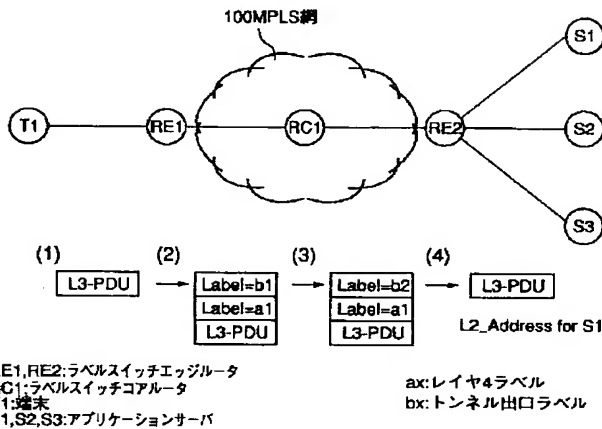 100MPLS網
S1
T1
RE1
RC1
RE2
S2
S3
(1)
(2)
(3)
(4)
L3-PDU
Label=b1
Label=a1
L3-PDU
Label=b2
Label=a1
L3-PDU
L3-PDU
L2_Address for S1
E1,RE2:ラベルスイッチエッジルータ
C1:ラベルスイッチコアルータ
1:端末
1,S2,S3:アプリケーションサーバ
ax:レイヤ4ラベル
bx:トンネル出口ラベル